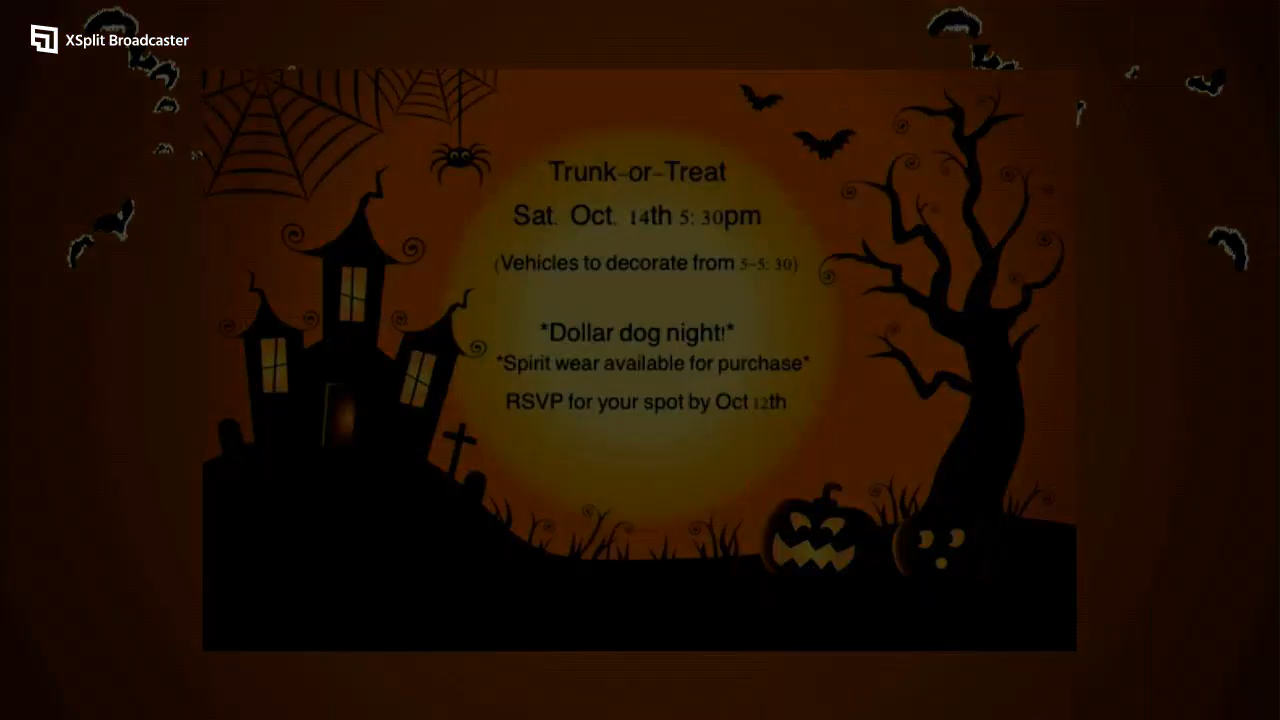 XSplit Broadcaster
Trunk-or-Treat
Sat. Oct. 14th 5:30pm
(Vehicles to decorate from 5-5:30)
*Dollar dog night!*
*Spirit wear available for purchase*
RSVP for your spot by Oct 12th